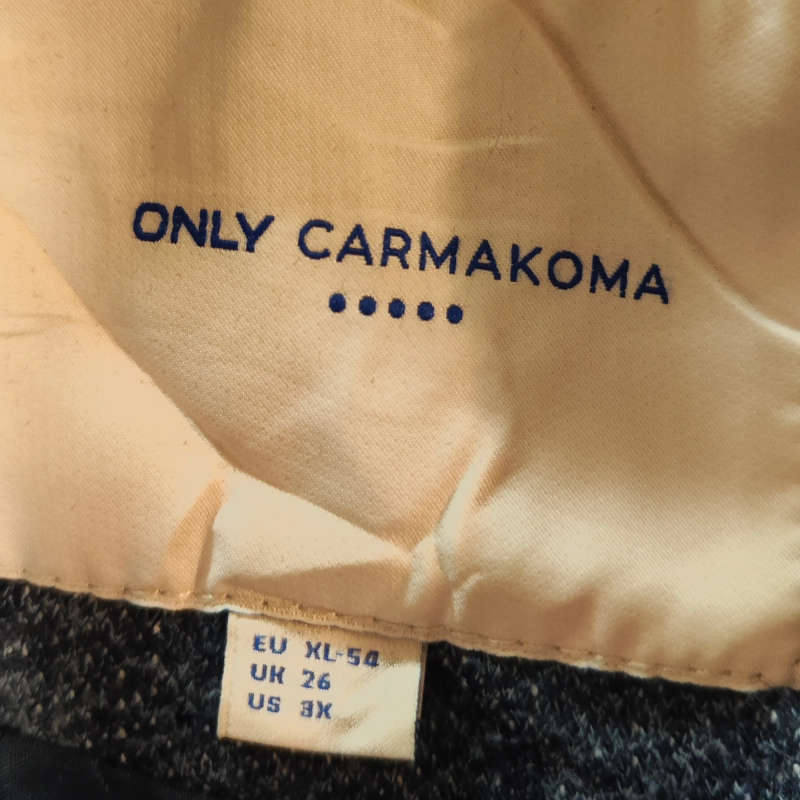 ONLY CARMAKOMA
EU XL-54
UK 26
US 3X